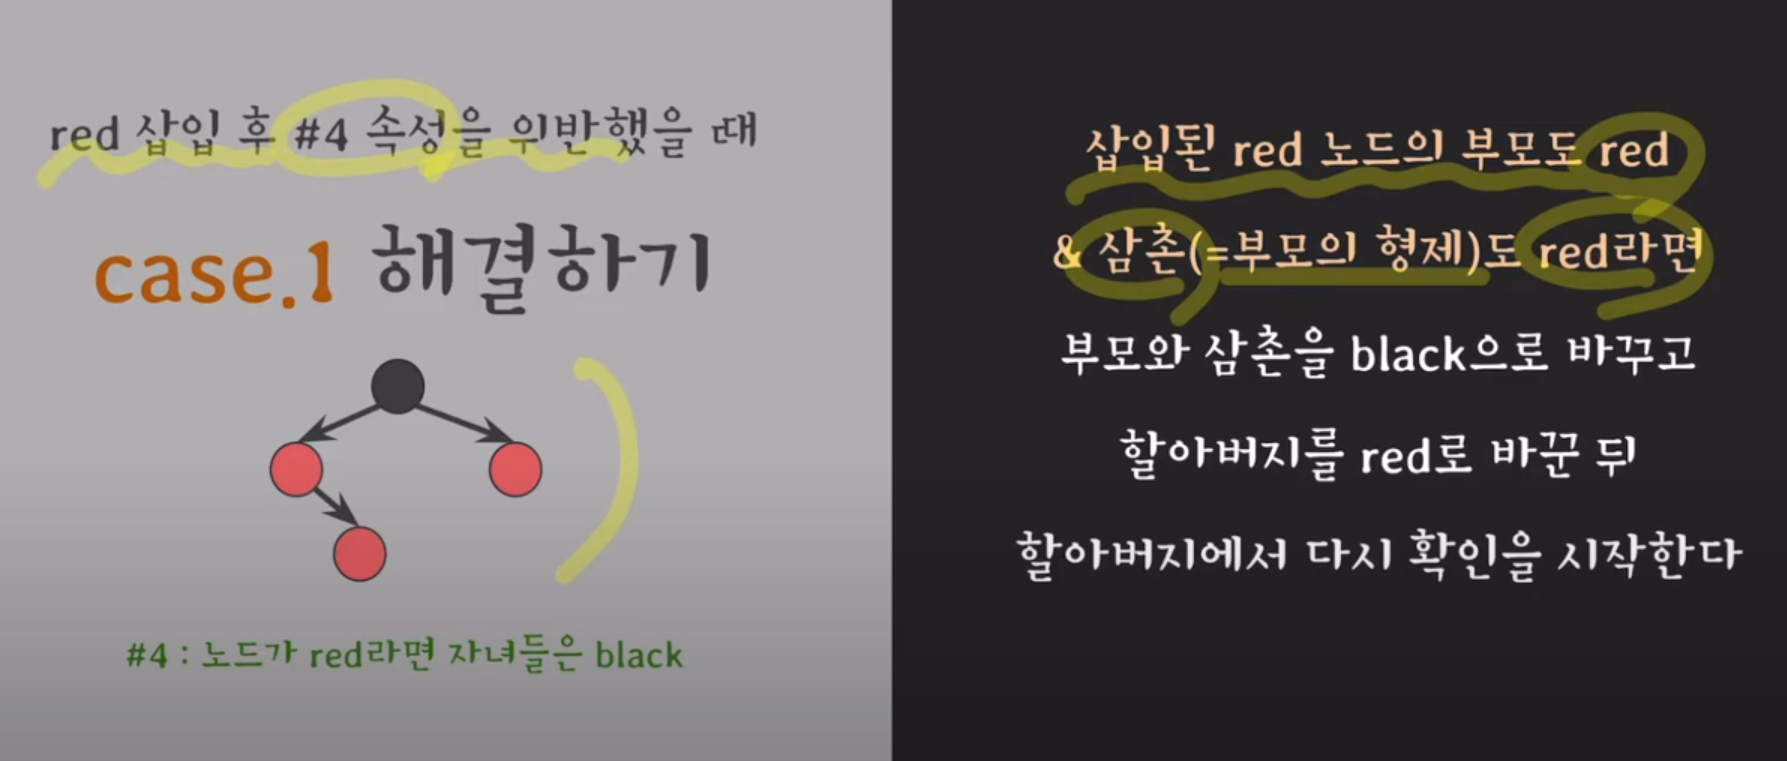 red 삽입 후 #4 속성을 위반했을 때
case.1 해결하기
#4 : 노드가 red라면 자녀들은 black
삽입된 red 노드의 부모도 red
& 삼촌(=부모의 형제)도 red라면
부모와 삼촌을 black으로 바꾸고
할아버지를 red로 바꾼 뒤
할아버지에서 다시 확인을 시작한다